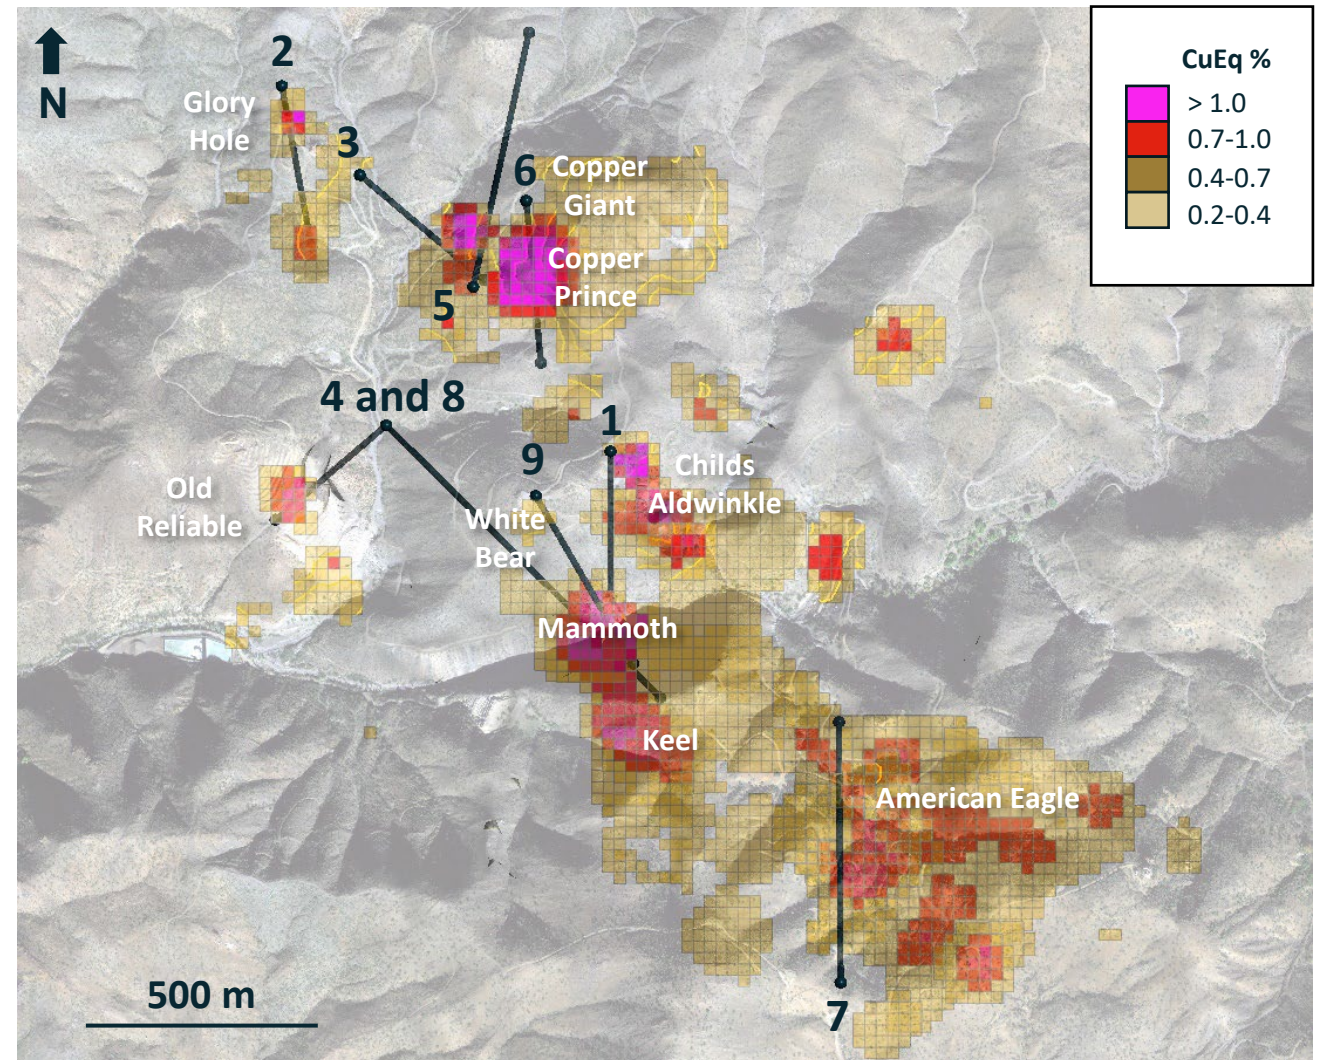 N
2
Glory
Hole
3
6
Copper
Giant
Copper
Prince
5
CuEq %
> 1.0
0.7-1.0
0.4-0.7
0.2-0.4
4 and 8
1
9
Childs
Aldwinkle
Old
Reliable
White
Bear
Mammoth
Keel
American Eagle
500 m
7